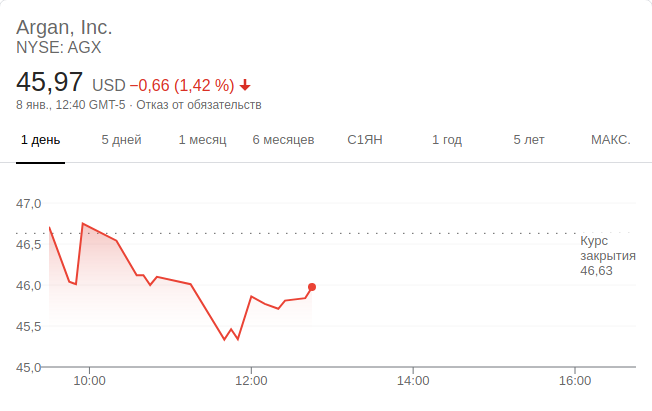 Argan, Inc.
NYSE: AGX
45,97 USD −0,66 (1,42 %)
8 янв., 12:40 GMT-5 · Отказ от обязательств
1 день 5 дней 1 месяц 6 месяцев С1ЯН 1 год 5 лет МАКС.
47,0
46,5
46,0
45,5
45,0
Курс
закрытия
46,63
10:00 12:00 14:00 16:00